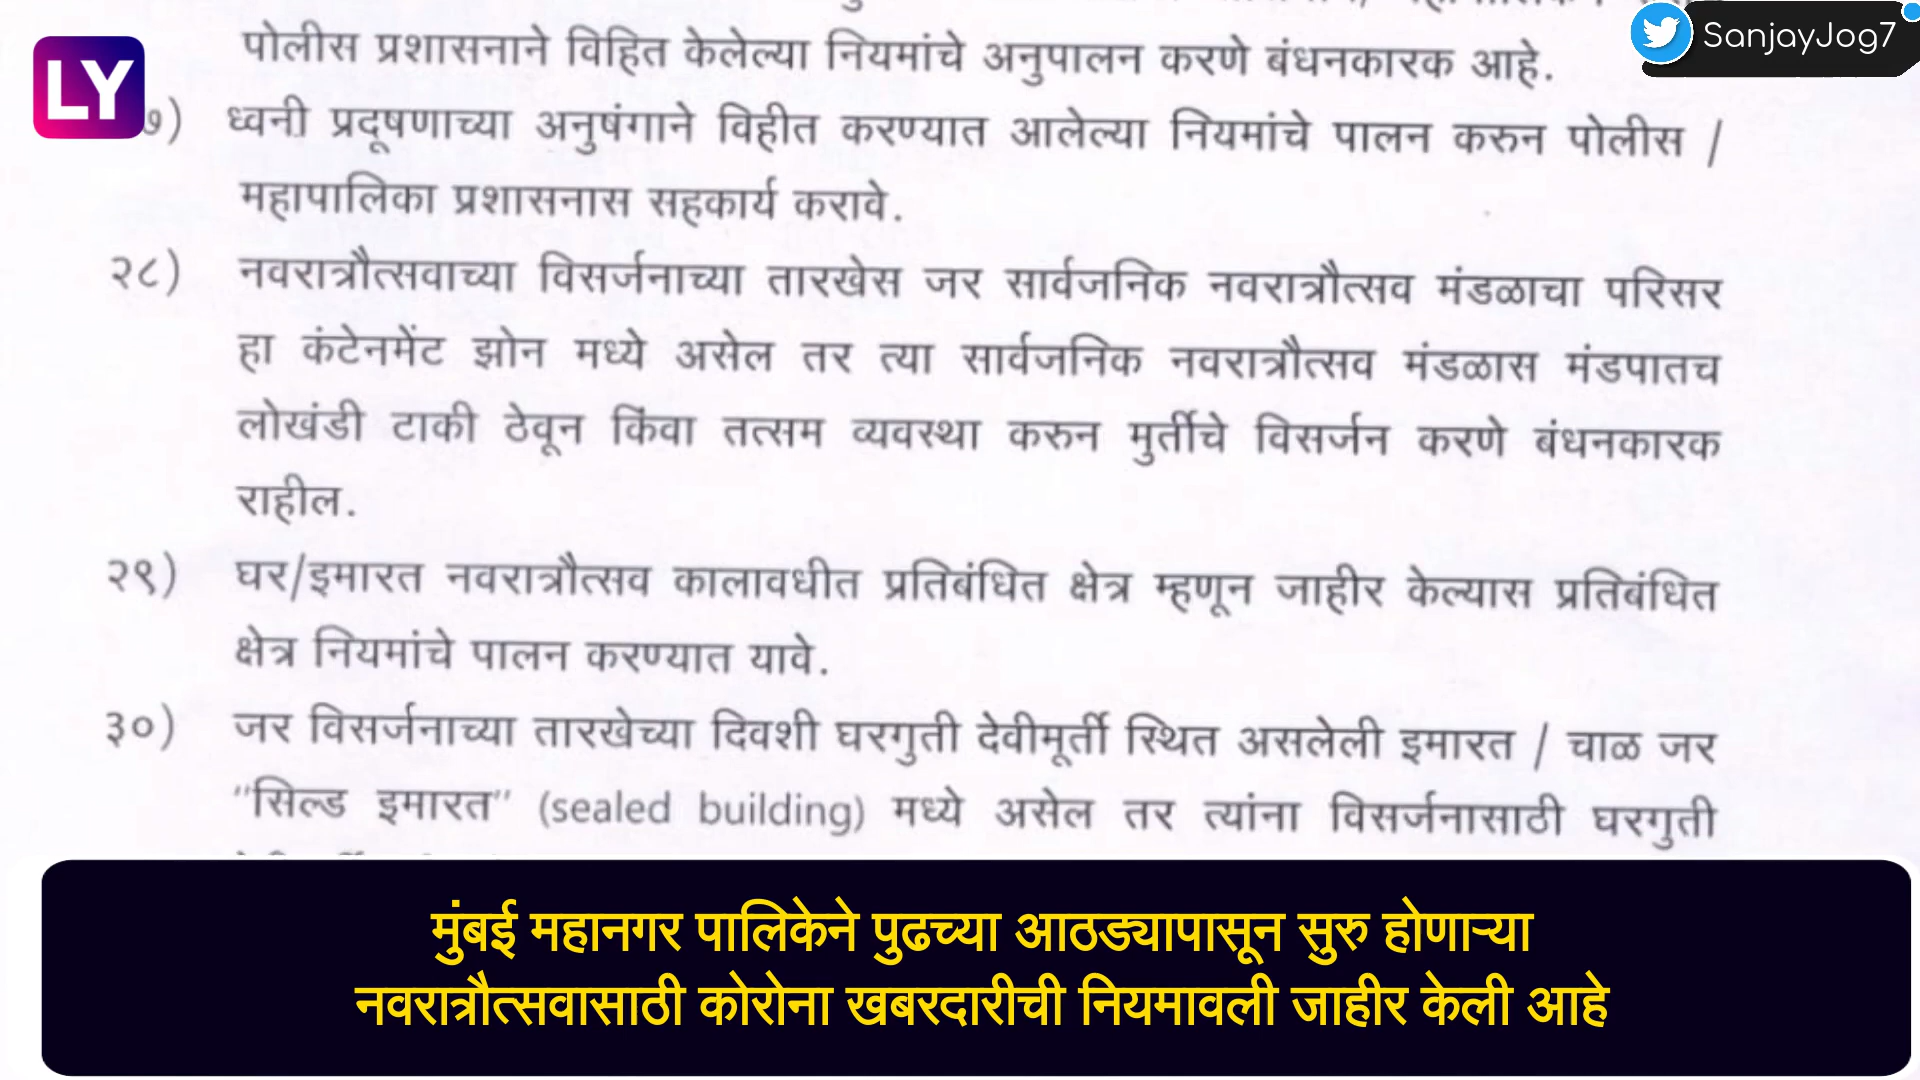 SanjayJog7
LY
पोलीस प्रशासनाने विहित केलेल्या नियमांचे अनुपालन करणे बंधनकारक आहे.
७) ध्वनी प्रदूषणाच्या अनुषंगाने विहीत करण्यात आलेल्या नियमांचे पालन करुन पोलीस /
महापालिका प्रशासनास सहकार्य करावे.
२८) नवरात्रौत्सवाच्या विसर्जनाच्या तारखेस जर सार्वजनिक नवरात्रौत्सव मंडळाचा परिसर
हा कंटेनमेंट झोन मध्ये असेल तर त्या सार्वजनिक नवरात्रौत्सव मंडळास मंडपातच
लोखंडी टाकी ठेवून किंवा तत्सम व्यवस्था करुन मुर्तीचे विसर्जन करणे बंधनकारक
राहील.
२९) घर/इमारत नवरात्रौत्सव कालावधीत प्रतिबंधित क्षेत्र म्हणून जाहीर केल्यास प्रतिबंधित
क्षेत्र नियमांचे पालन करण्यात यावे.
३०) जर विसर्जनाच्या तारखेच्या दिवशी घरगुती देवीमूर्ती स्थित असलेली इमारत / चाळ जर
"सिल्ड इमारत" (sealed building) मध्ये असेल तर त्यांना विसर्जनासाठी घरगुती
मुंबई महानगर पालिकेने पुढच्या आठड्यापासून सुरु होणाऱ्या
नवरात्रौत्सवासाठी कोरोना खबरदारीची नियमावली जाहीर केली आहे